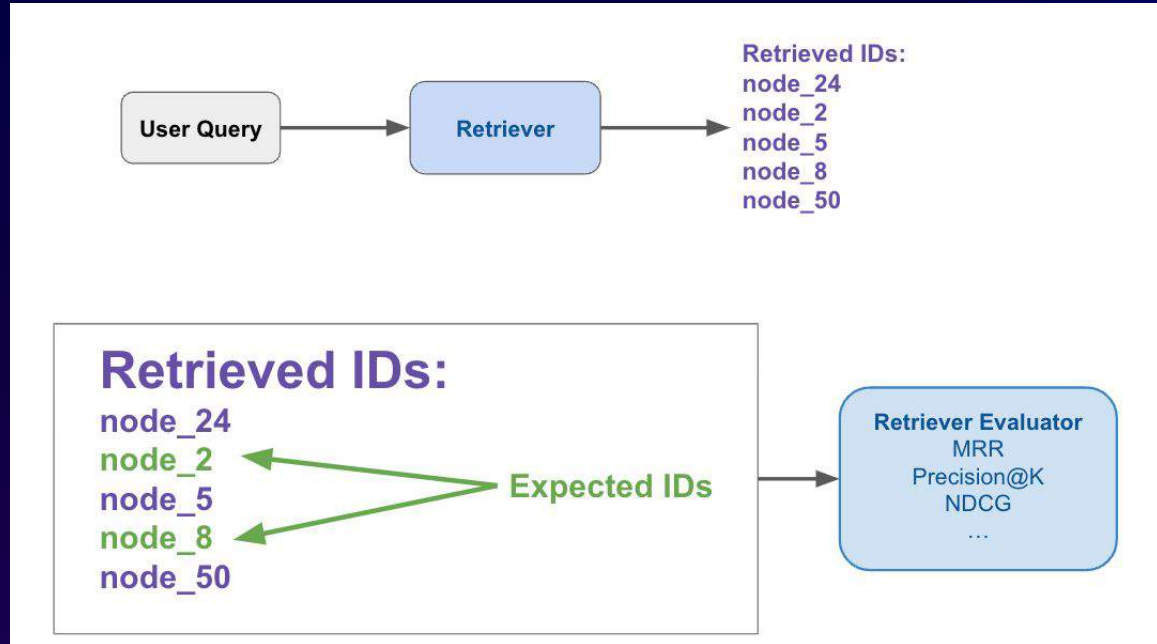 User Query
Retriever
Retrieved IDs:
node_24
node_2
node_5
node_8
node_50
Retrieved IDs:
node_24
node_2
node_5
node_8
node_50
Expected IDs
Retriever Evaluator
MRR
Precision@K
NDCG
…